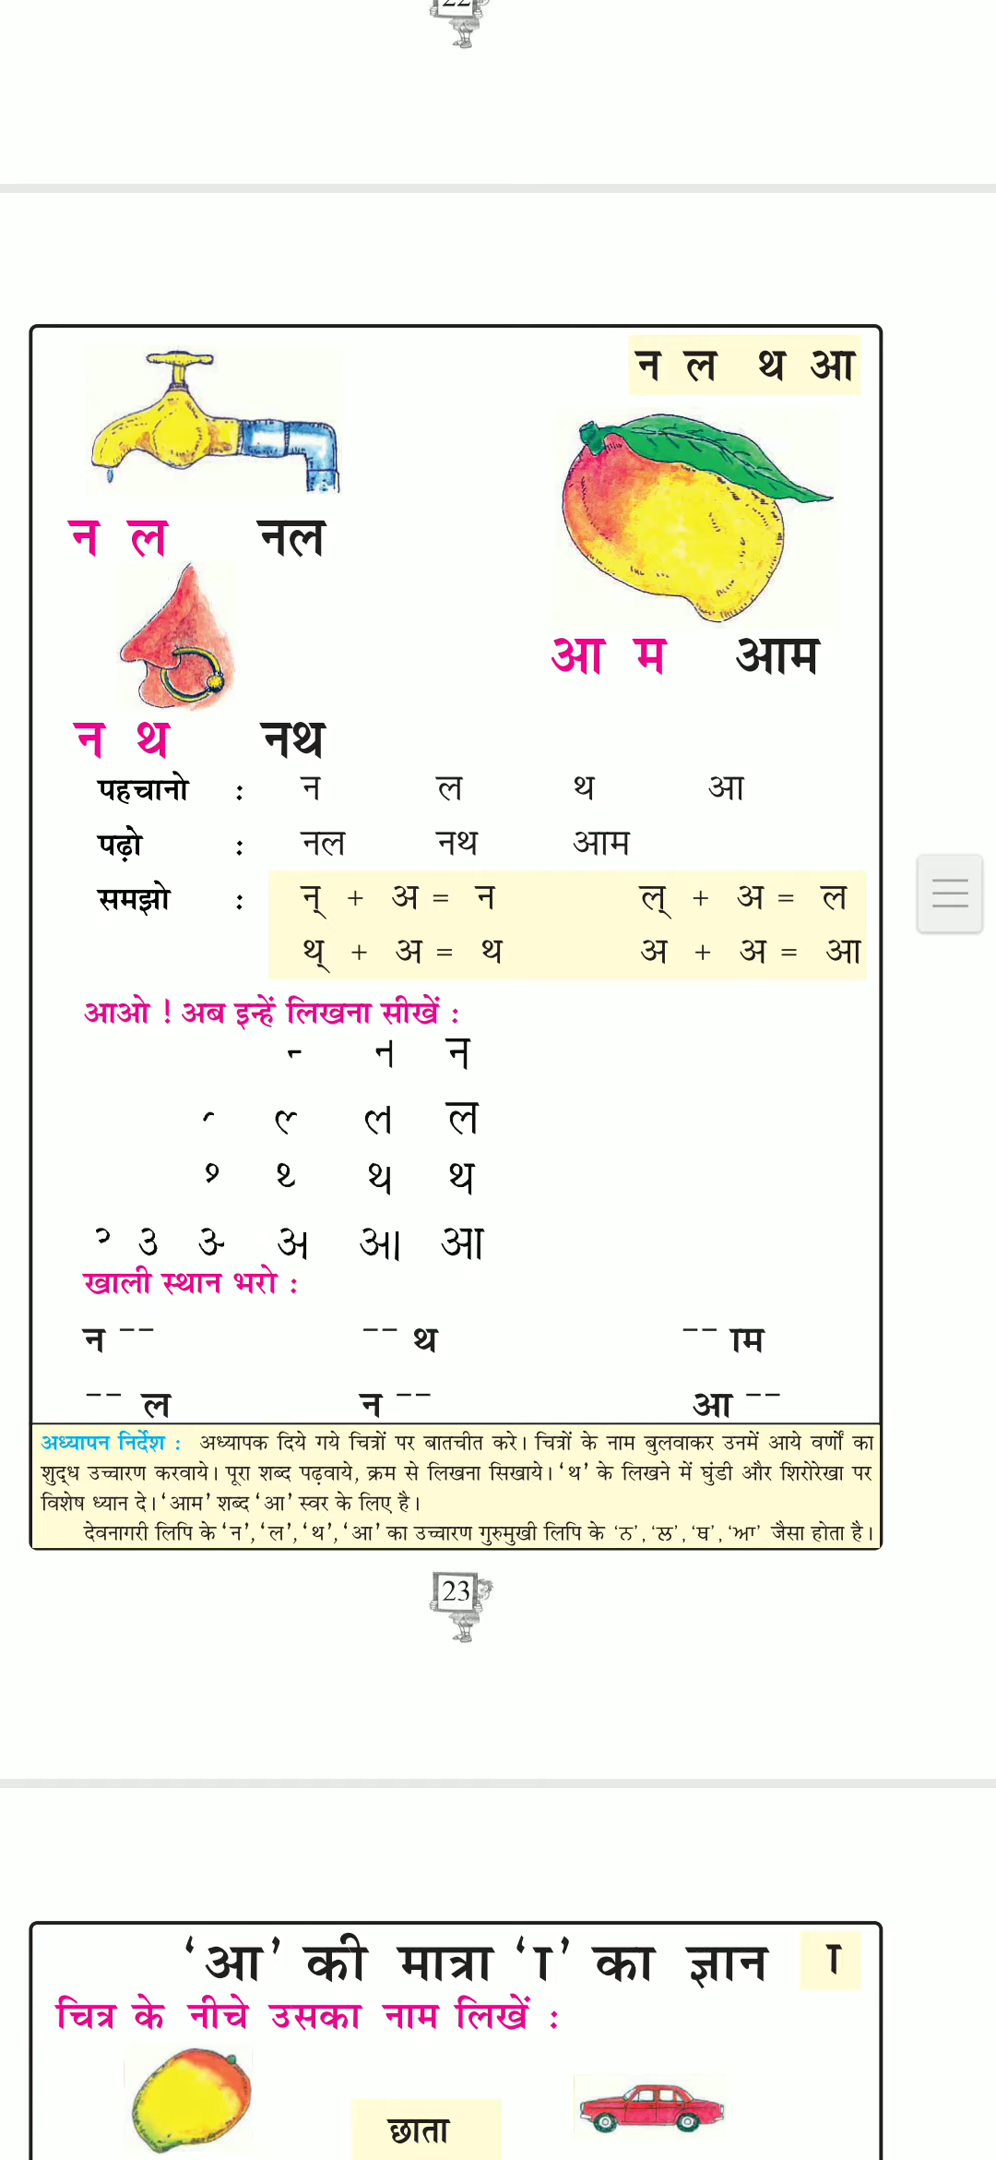 22
न ल थ आ
न ल नल
आ म आम
न थ नथ
पहचानो : न ल थ आ
पढ़ो : नल नथ आम
समझो : न् + अ = न ल् + अ = ल
थ् + अ = थ अ + अ = आ
आओ ! अब इन्हें लिखना सीखें :
न
ल
थ
अ आ
खाली स्थान भरो :
न -- -- थ -- ाम
-- ल न -- आ --
अध्यापन निर्देश : अध्यापक दिये गये चित्रों पर बातचीत करे। चित्रों के नाम बुलवाकर उनमें आये वर्णों का
शुद्ध उच्चारण करवाये। पूरा शब्द पढ़वाये, क्रम से लिखना सिखाये। ‘थ’ के लिखने में घुंडी और शिरोरेखा पर
विशेष ध्यान दे। ‘आम’ शब्द ‘आ’ स्वर के लिए है।
देवनागरी लिपि के ‘न’, ‘ल’, ‘थ’, ‘आ’ का उच्चारण गुरुमुखी लिपि के ‘ਨ’, ‘ਲ’, ‘ਥ’, ‘ਆ’ जैसा होता है।
23
‘आ’ की मात्रा ‘ा’ का ज्ञान ा
चित्र के नीचे उसका नाम लिखें :
छाता